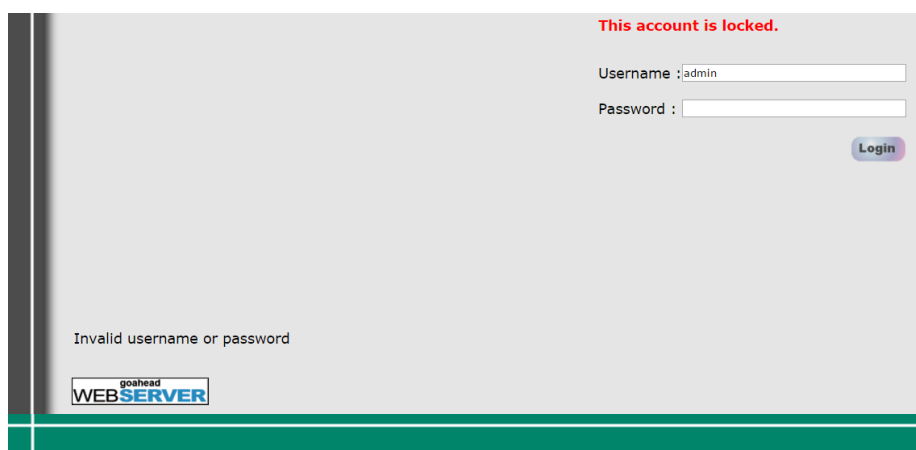 This account is locked.
Username : admin
Password :
Login
Invalid username or password
goahead
WEBSERVER